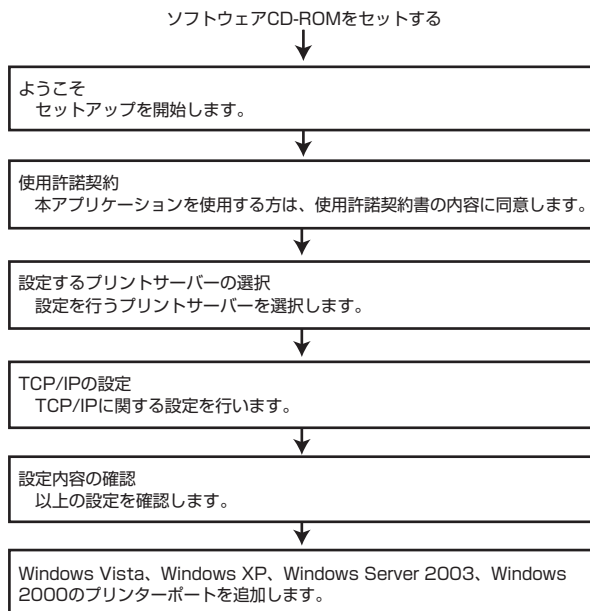 ソフトウェアCD-ROMをセットする
ようこそ
セットアップを開始します。
使用許諾契約
本アプリケーションを使用する方は、使用許諾契約書の内容に同意します。
設定するプリントサーバーの選択
設定を行うプリントサーバーを選択します。
TCP/IPの設定
TCP/IPに関する設定を行います。
設定内容の確認
以上の設定を確認します。
Windows Vista、Windows XP、Windows Server 2003、Windows
2000のプリンターポートを追加します。